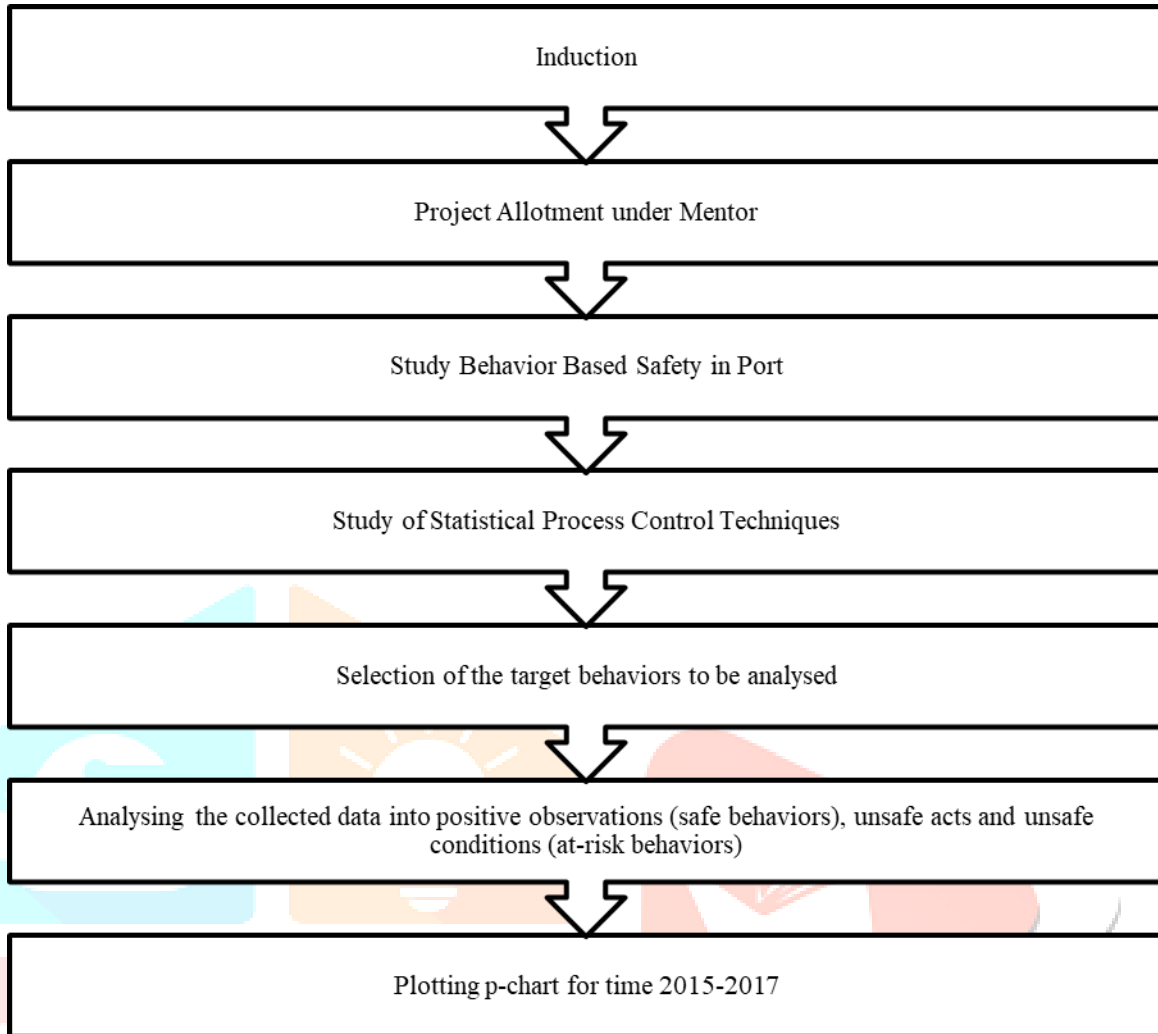 Induction
Project Allotment under Mentor
Study Behavior Based Safety in Port
Study of Statistical Process Control Techniques
Selection of the target behaviors to be analysed
Analysing the collected data into positive observations (safe behaviors), unsafe acts and unsafe
conditions (at-risk behaviors)
Plotting p-chart for time 2015-2017